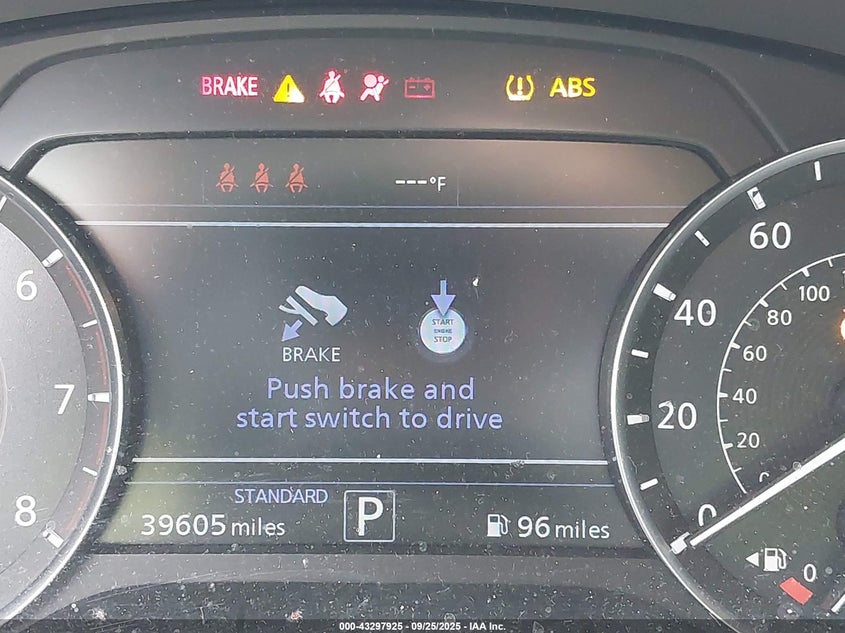 BRAKE ABS
---°F
60
6
100
40
80
START
ENGINE
STOP
60
BRAKE
Push brake and
7
40
start switch to drive
20
20
STANDARD
8
P
0
0
39605 miles
96 miles
0
000-43297925 - 09/25/2025 - IAA Inc.